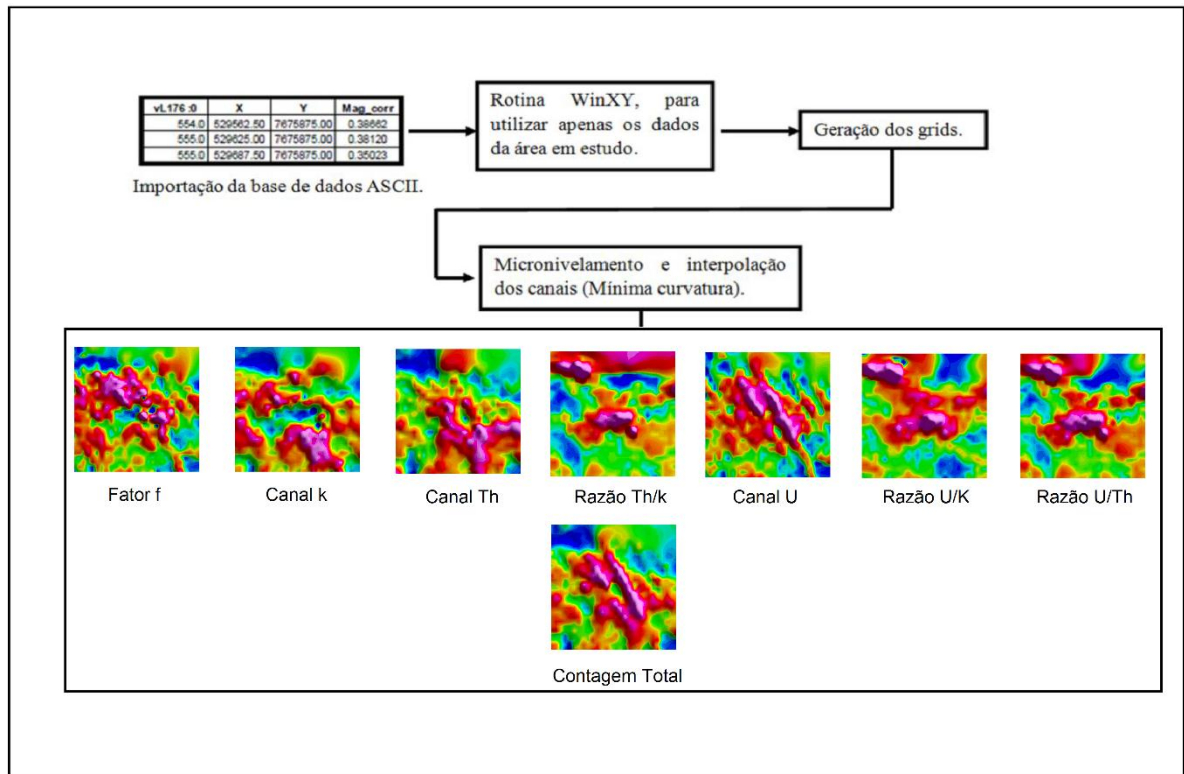 vL176 :0 X Y Mag_corr
554.0 529562.50 7675875.00 0.38662
555.0 529625.00 7675875.00 0.38120
555.0 529687.50 7675875.00 0.35023
Importação da base de dados ASCII.
Rotina WinXY, para
utilizar apenas os dados
da área em estudo.
Geração dos grids.
Micronivelamento e interpolação
dos canais (Mínima curvatura).
Fator f
Canal k
Canal Th
Razão Th/k
Canal U
Razão U/K
Razão U/Th
Contagem Total